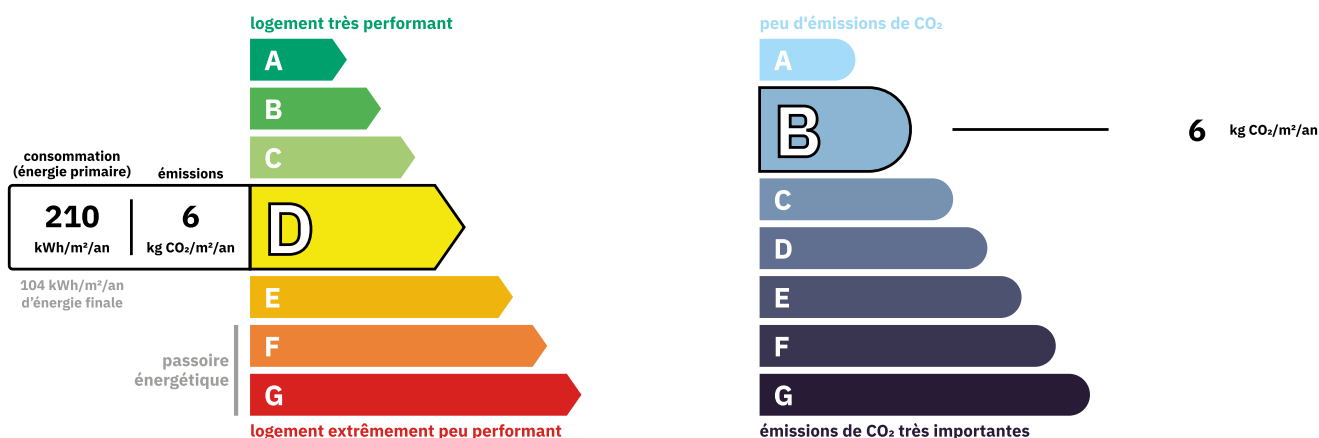 logement très performant
A
B
C
consommation
(énergie primaire)
émissions
210
kWh/m²/an
6
kg CO₂/m²/an
D
104 kWh/m²/an
d'énergie finale
E
passoire
énergétique
F
G
logement extrêmement peu performant
peu d'émissions de CO₂
A
B
6 kg CO₂/m²/an
C
D
E
F
G
émissions de CO₂ très importantes